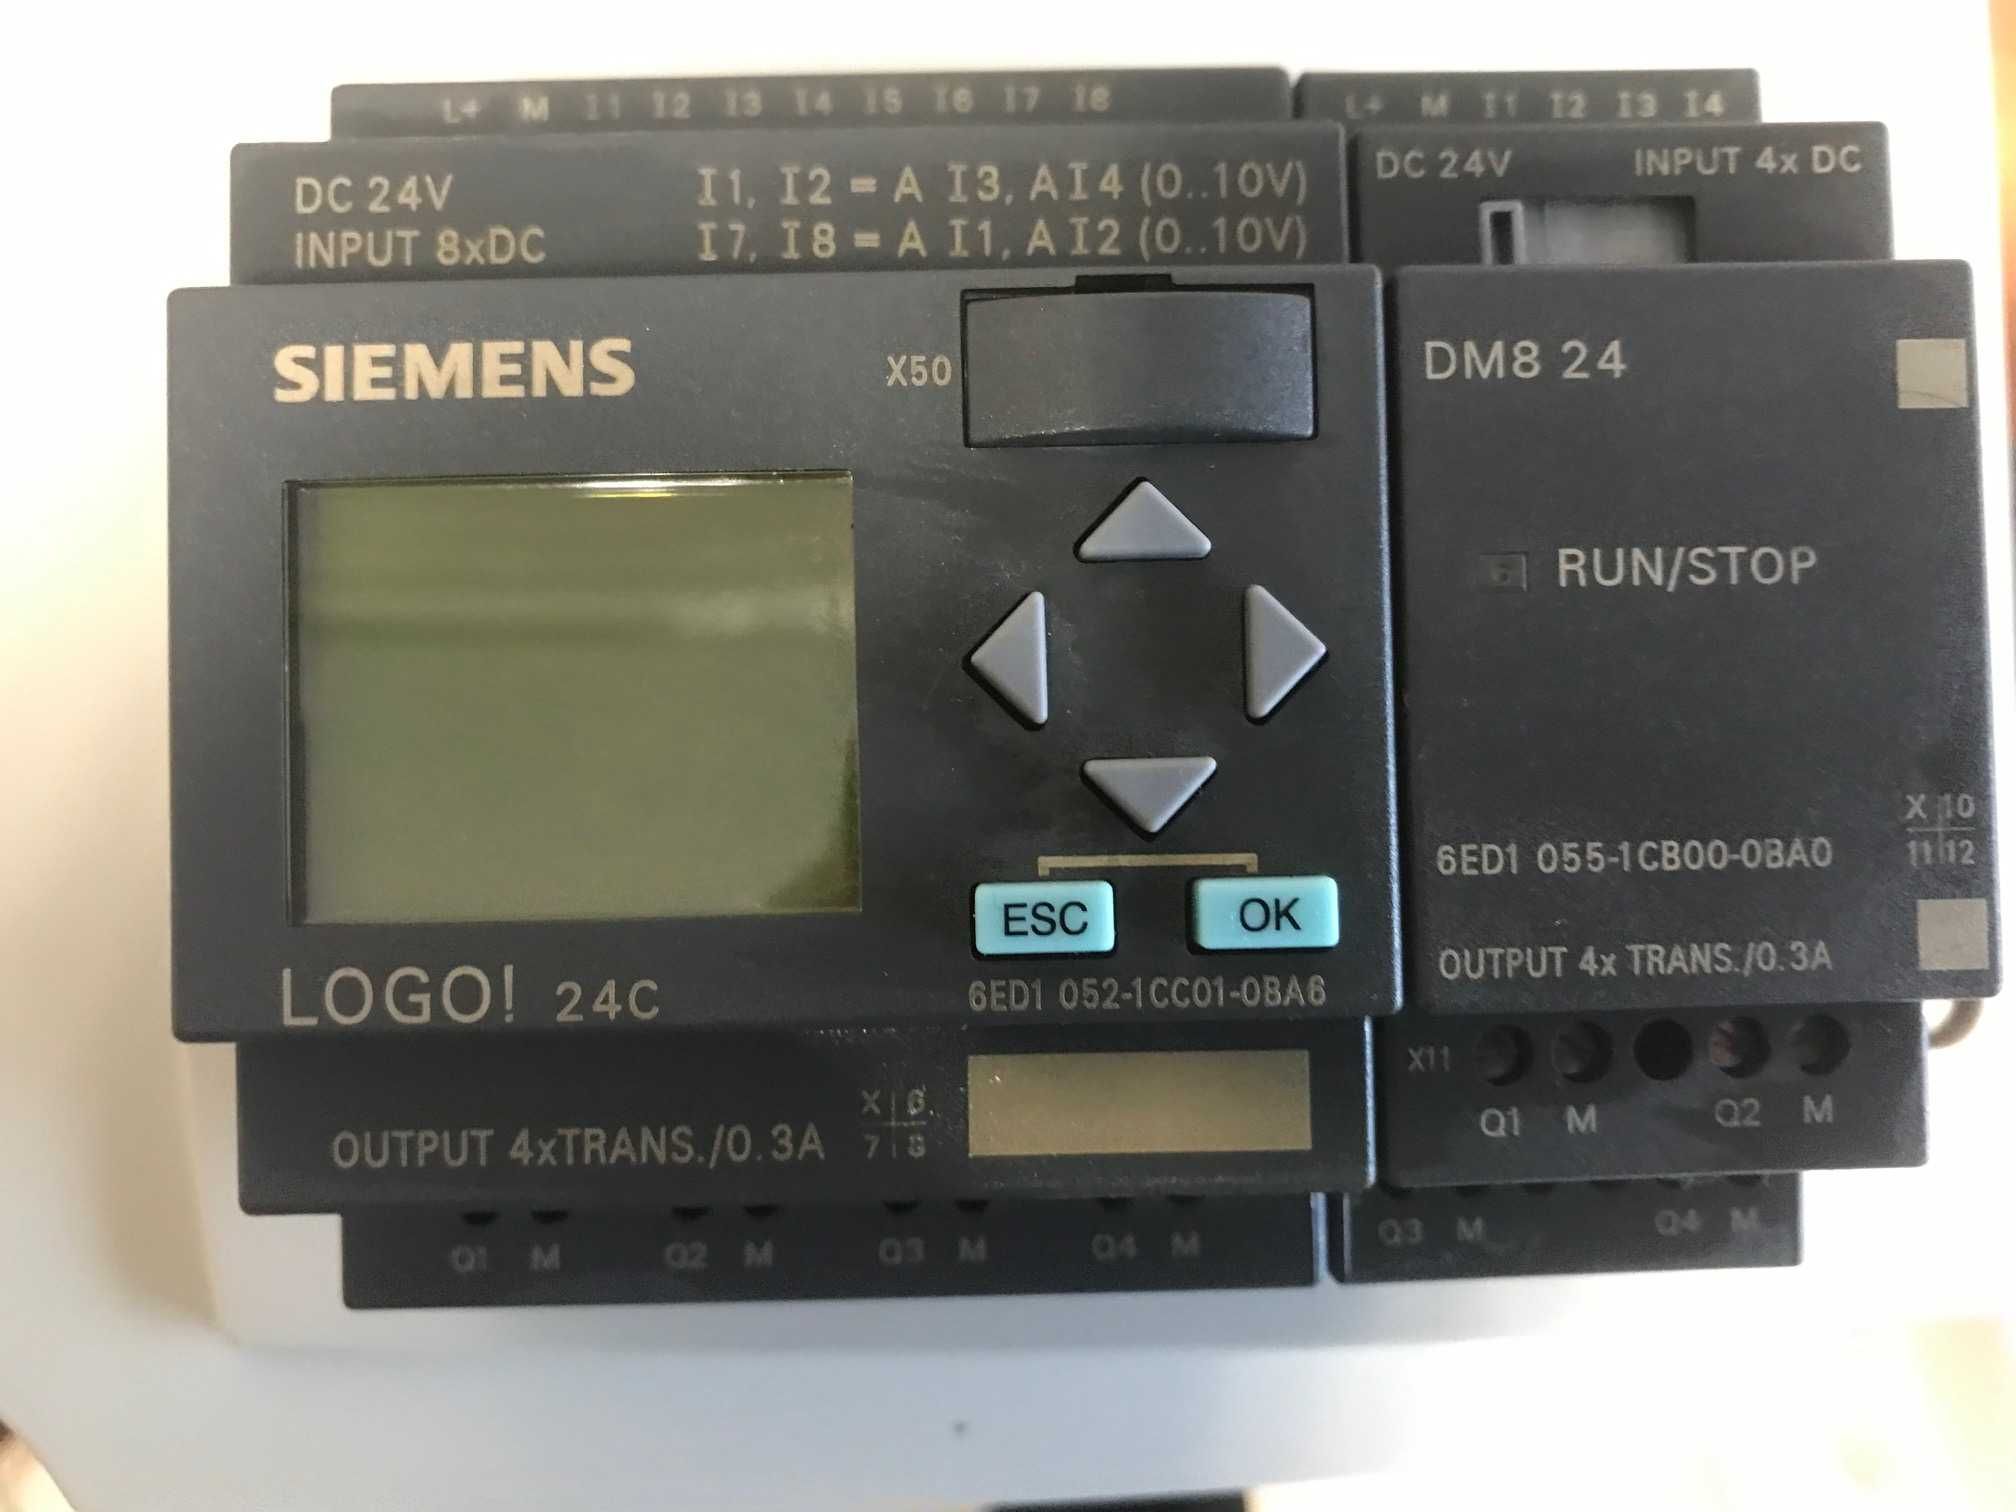 L+ M I1 I2 I3 I4 I5 I6 I7 I8
DC 24V
INPUT 8xDC
I1, I2 = A I3, AI4 (0..10V)
I7, I8 = A I1, AI2 (0..10V)
SIEMENS
X50
ESC
OK
LOGO! 24C
6ED1 052-1CC01-0BA6
OUTPUT 4xTRANS./0.3A
X 6
7 8
Q1 M Q2 M Q3 M Q4 M
L+ M I1 I2 I3 I4
DC 24V INPUT 4x DC
DM8 24
RUN/STOP
X 10
11 12
6ED1 055-1CB00-0BA0
OUTPUT 4x TRANS./0.3A
X11
Q1 M Q2 M
Q3 M Q4 M